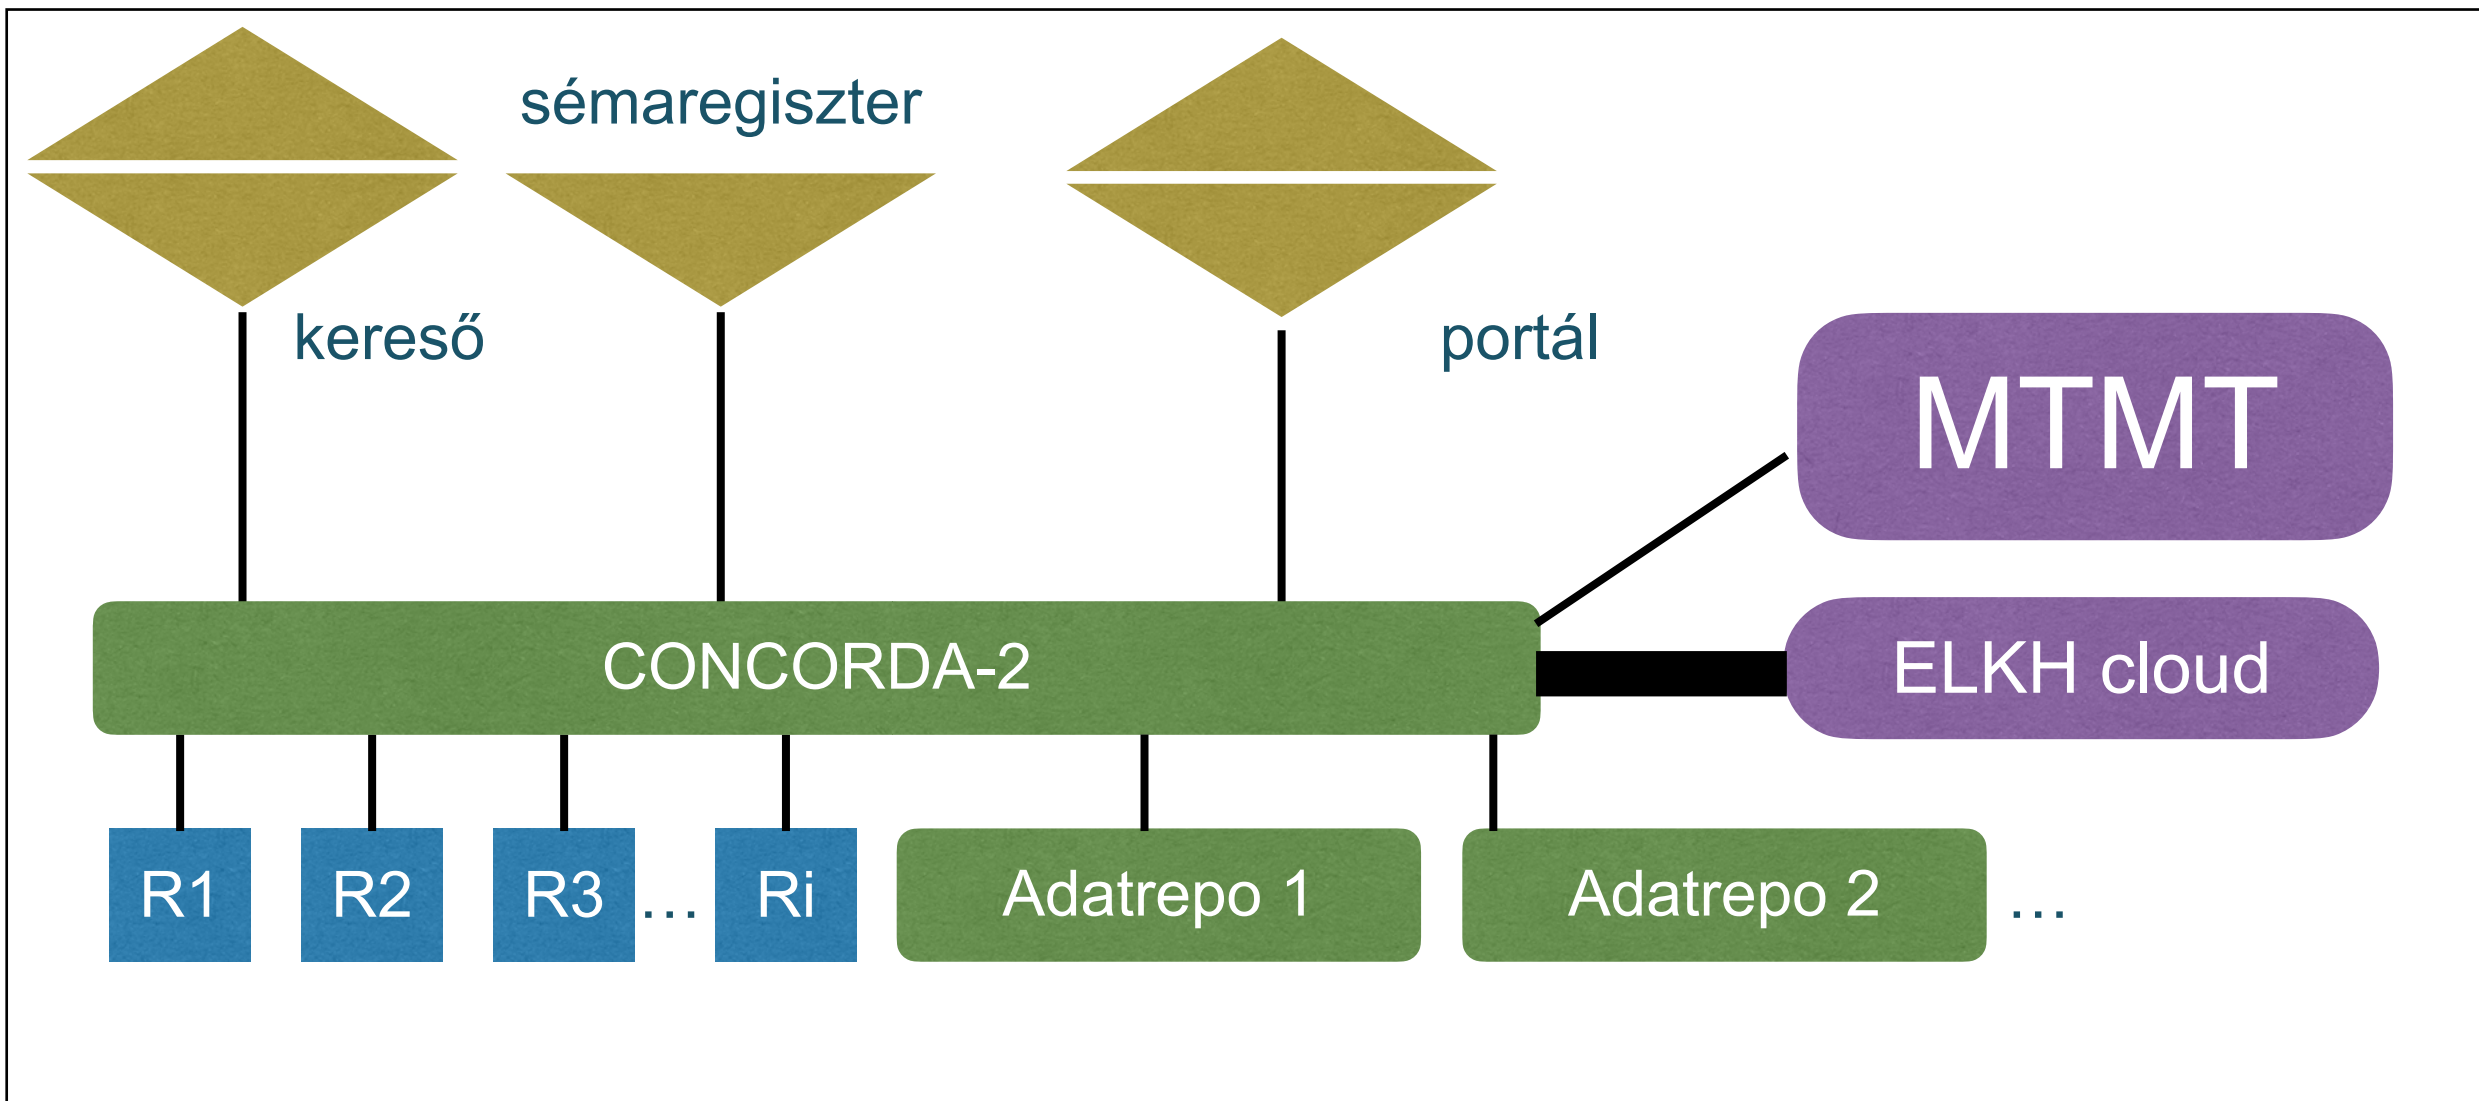 sémaregiszter
kereső
portál
MTMT
CONCORDA-2
ELKH cloud
R1
R2
R3
...
Ri
Adatrepo 1
Adatrepo 2
...